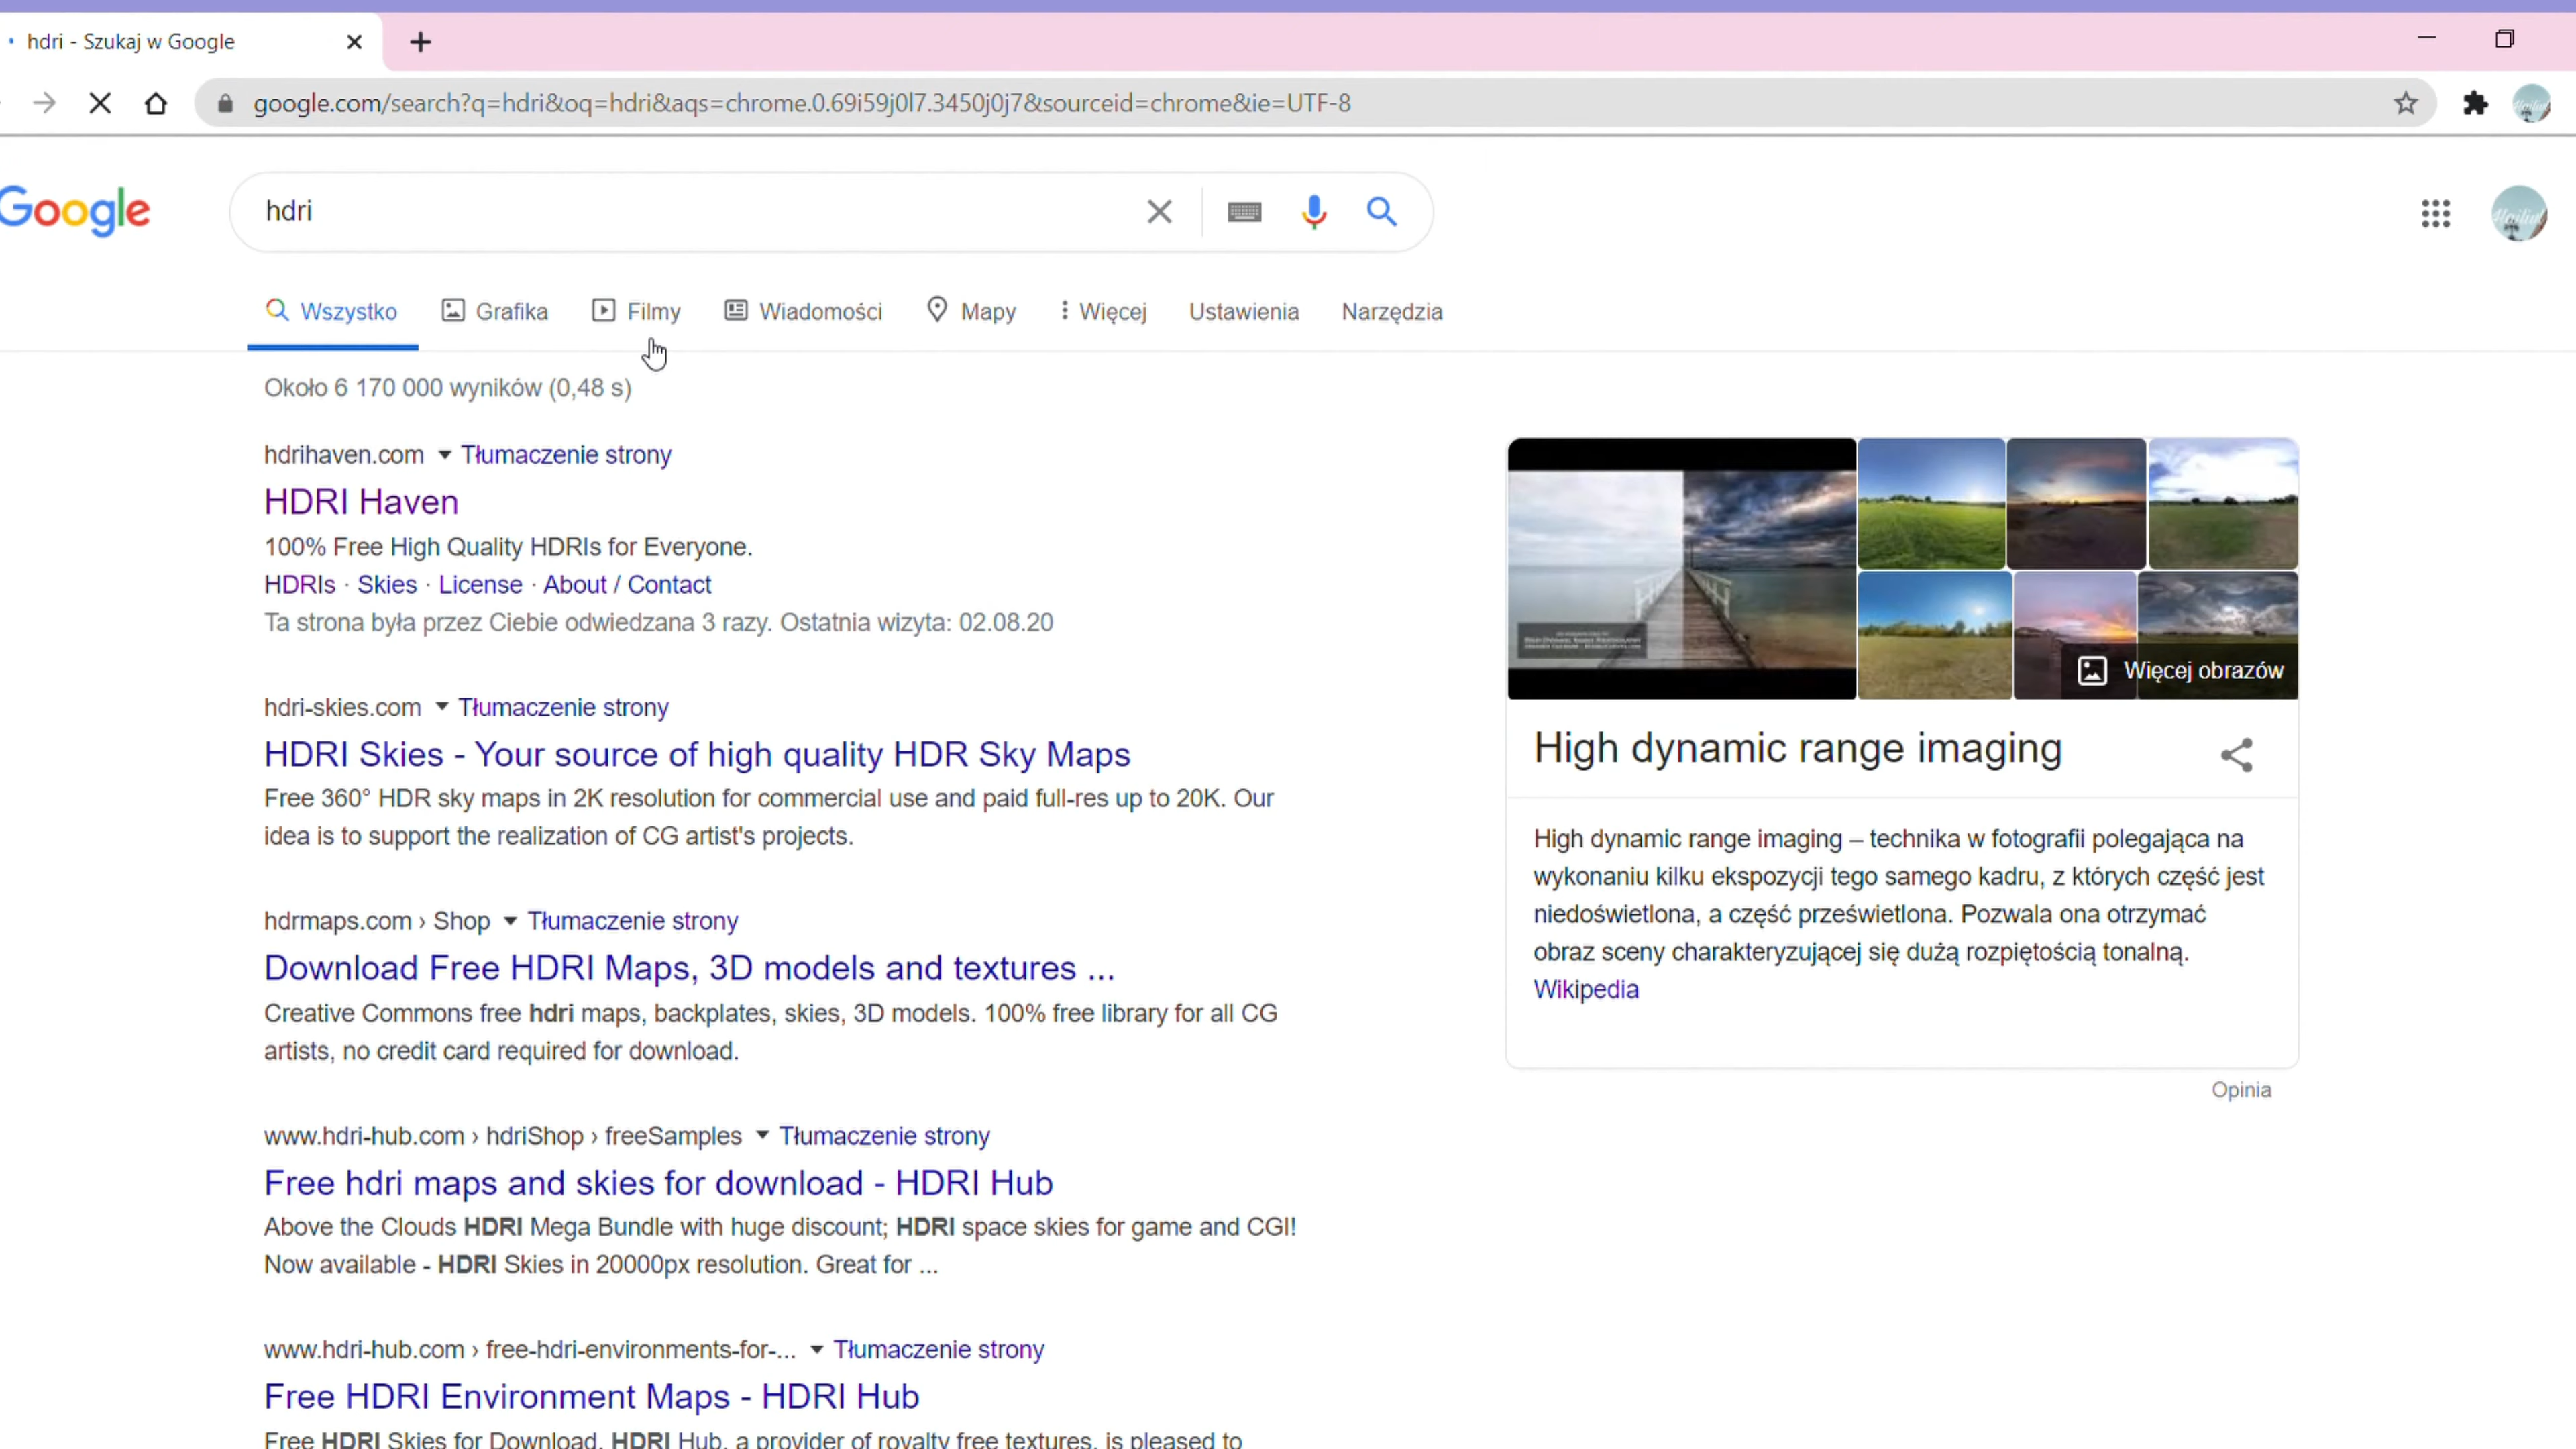 hdri - Szukaj w Google
google.com/search?q=hdri&oq=hdri&aqs=chrome.0.69i59j0l7.3450j0j7&sourceid=chrome&ie=UTF-8
Google
hdri
Wszystko Grafika Filmy Wiadomości Mapy Więcej Ustawienia Narzędzia
Około 6 170 000 wyników (0,48 s)
hdrihaven.com Tłumaczenie strony
HDRI Haven
100% Free High Quality HDRIs for Everyone.
HDRIs · Skies · License · About / Contact
Ta strona była przez Ciebie odwiedzana 3 razy. Ostatnia wizyta: 02.08.20
hdri-skies.com Tłumaczenie strony
HDRI Skies - Your source of high quality HDR Sky Maps
Free 360° HDR sky maps in 2K resolution for commercial use and paid full-res up to 20K. Our
idea is to support the realization of CG artist's projects.
hdrmaps.com › Shop Tłumaczenie strony
Download Free HDRI Maps, 3D models and textures ...
Creative Commons free hdri maps, backplates, skies, 3D models. 100% free library for all CG
artists, no credit card required for download.
www.hdri-hub.com › hdriShop › freeSamples Tłumaczenie strony
Free hdri maps and skies for download - HDRI Hub
Above the Clouds HDRI Mega Bundle with huge discount; HDRI space skies for game and CGI!
Now available - HDRI Skies in 20000px resolution. Great for ...
www.hdri-hub.com › free-hdri-environments-for-... Tłumaczenie strony
Free HDRI Environment Maps - HDRI Hub
Free HDRI Skies for Download. HDRI Hub, a provider of royalty free textures, is pleased to
Więcej obrazów
High dynamic range imaging
High dynamic range imaging – technika w fotografii polegająca na
wykonaniu kilku ekspozycji tego samego kadru, z których część jest
niedoświetlona, a część prześwietlona. Pozwala ona otrzymać
obraz sceny charakteryzującej się dużą rozpiętością tonalną.
Wikipedia
Opinia